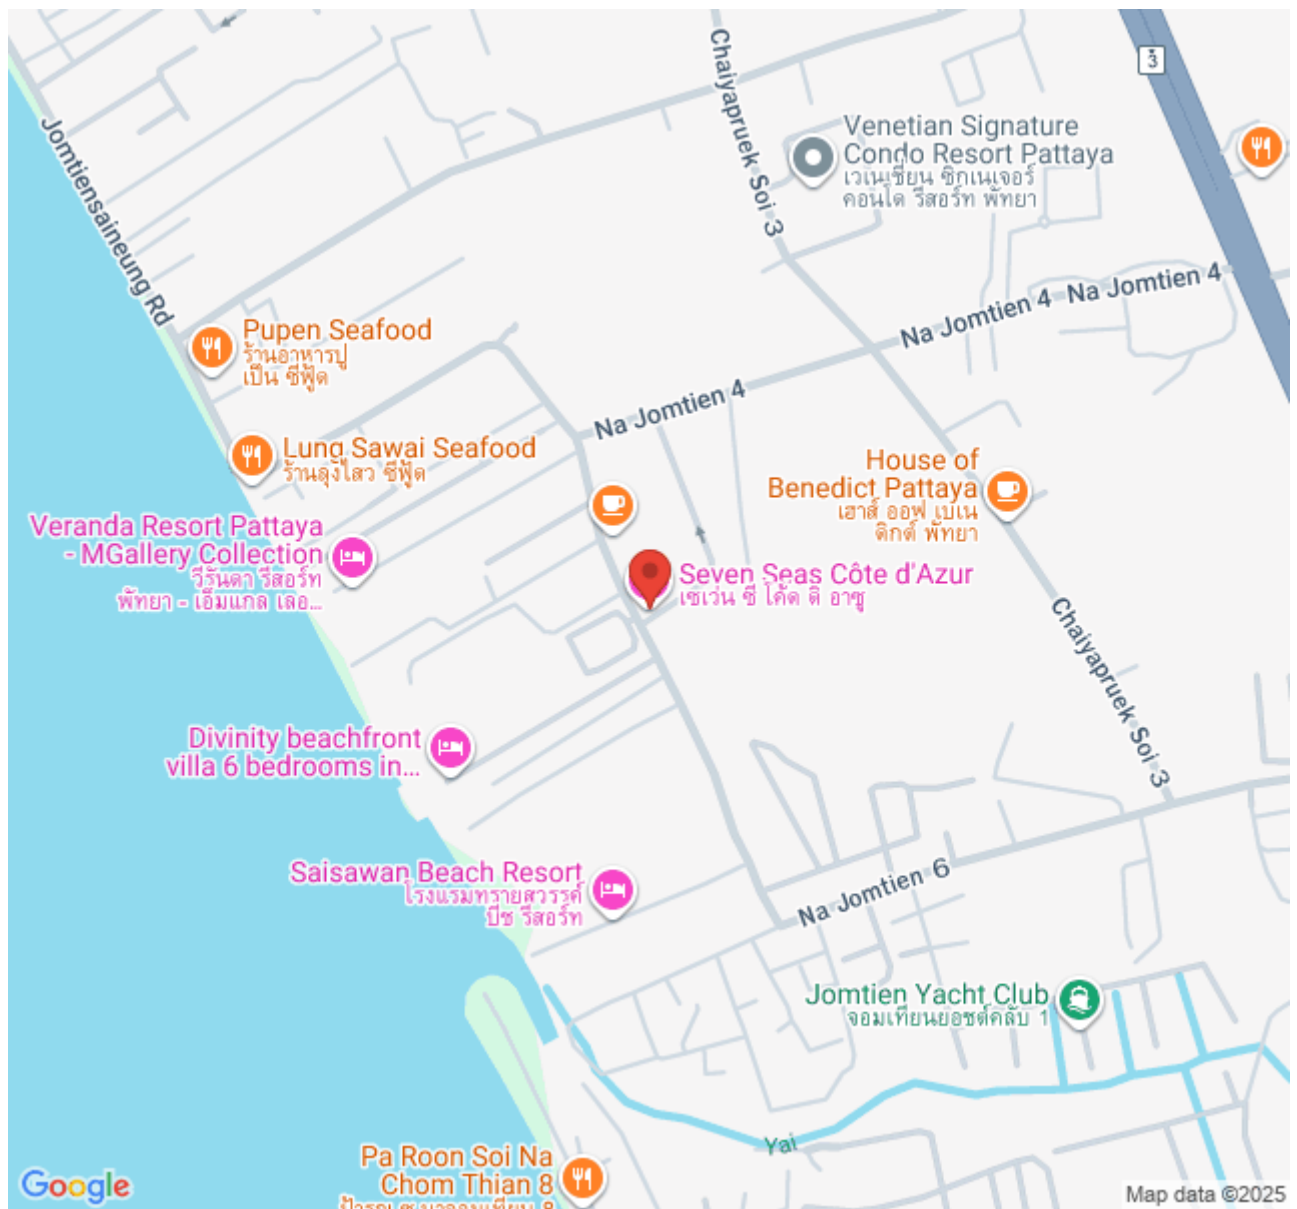 Chaiyapruek Soi 3
3
Venetian Signature
Condo Resort Pattaya
เวเนเชี่ยน ซิกเนเจอร์
คอนโด รีสอร์ท พัทยา
Jomtiensaineung Rd
Na Jomtien 4
Na Jomtien 4
Pupen Seafood
ร้านอาหารปู
เป็น ซีฟู้ด
Na Jomtien 4
Lung Sawai Seafood
ร้านลุงไสว ซีฟู้ด
House of
Benedict Pattaya
เฮาส์ ออฟ เบเน
ดิกต์ พัทยา
Veranda Resort Pattaya
- MGallery Collection
วีรันดา รีสอร์ท
พัทยา - เอ็มแกล เลอ...
Seven Seas Côte d'Azur
เซเว่น ซี โค้ด ดิ อาซู
Chaiyapruek Soi 3
Divinity beachfront
villa 6 bedrooms in...
Saisawan Beach Resort
โรงแรมทรายสวรรค์
บีช รีสอร์ท
Na Jomtien 6
Jomtien Yacht Club
จอมเทียนยอชต์คลับ 1
Yai
Pa Roon Soi Na
Chom Thian 8
Google
Map data ©2025